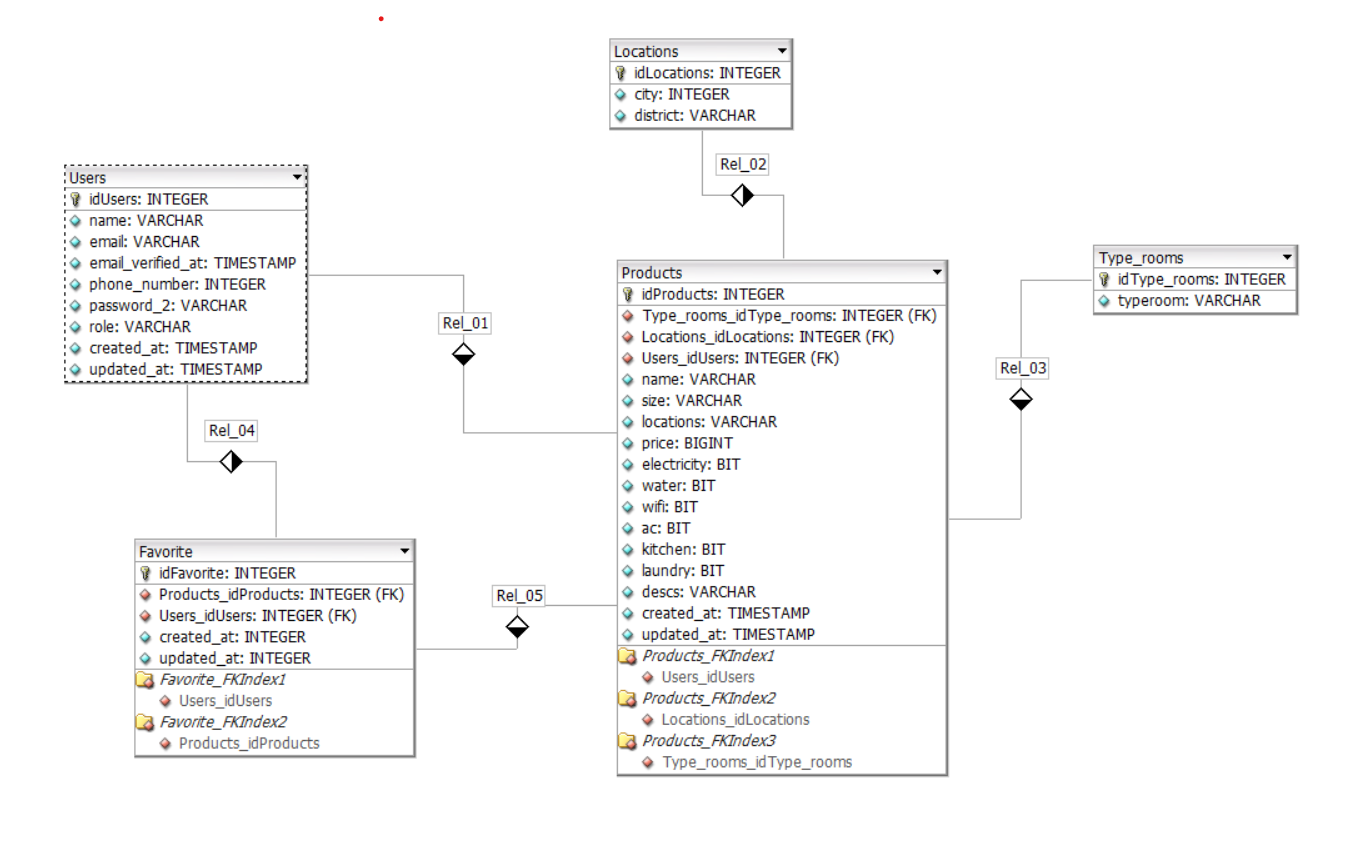 Locations
idLocations: INTEGER
city: INTEGER
district: VARCHAR
Rel_02
Users
idUsers: INTEGER
name: VARCHAR
email: VARCHAR
email_verified_at: TIMESTAMP
phone_number: INTEGER
password_2: VARCHAR
role: VARCHAR
created_at: TIMESTAMP
updated_at: TIMESTAMP
Rel_01
Products
idProducts: INTEGER
Type_rooms_idType_rooms: INTEGER (FK)
Locations_idLocations: INTEGER (FK)
Users_idUsers: INTEGER (FK)
name: VARCHAR
size: VARCHAR
locations: VARCHAR
price: BIGINT
electricity: BIT
water: BIT
wifi: BIT
ac: BIT
kitchen: BIT
laundry: BIT
descs: VARCHAR
created_at: TIMESTAMP
updated_at: TIMESTAMP
Products_FKIndex1
Users_idUsers
Products_FKIndex2
Locations_idLocations
Products_FKIndex3
Type_rooms_idType_rooms
Type_rooms
idType_rooms: INTEGER
typeroom: VARCHAR
Rel_03
Rel_04
Favorite
idFavorite: INTEGER
Products_idProducts: INTEGER (FK)
Users_idUsers: INTEGER (FK)
created_at: INTEGER
updated_at: INTEGER
Favorite_FKIndex1
Users_idUsers
Favorite_FKIndex2
Products_idProducts
Rel_05